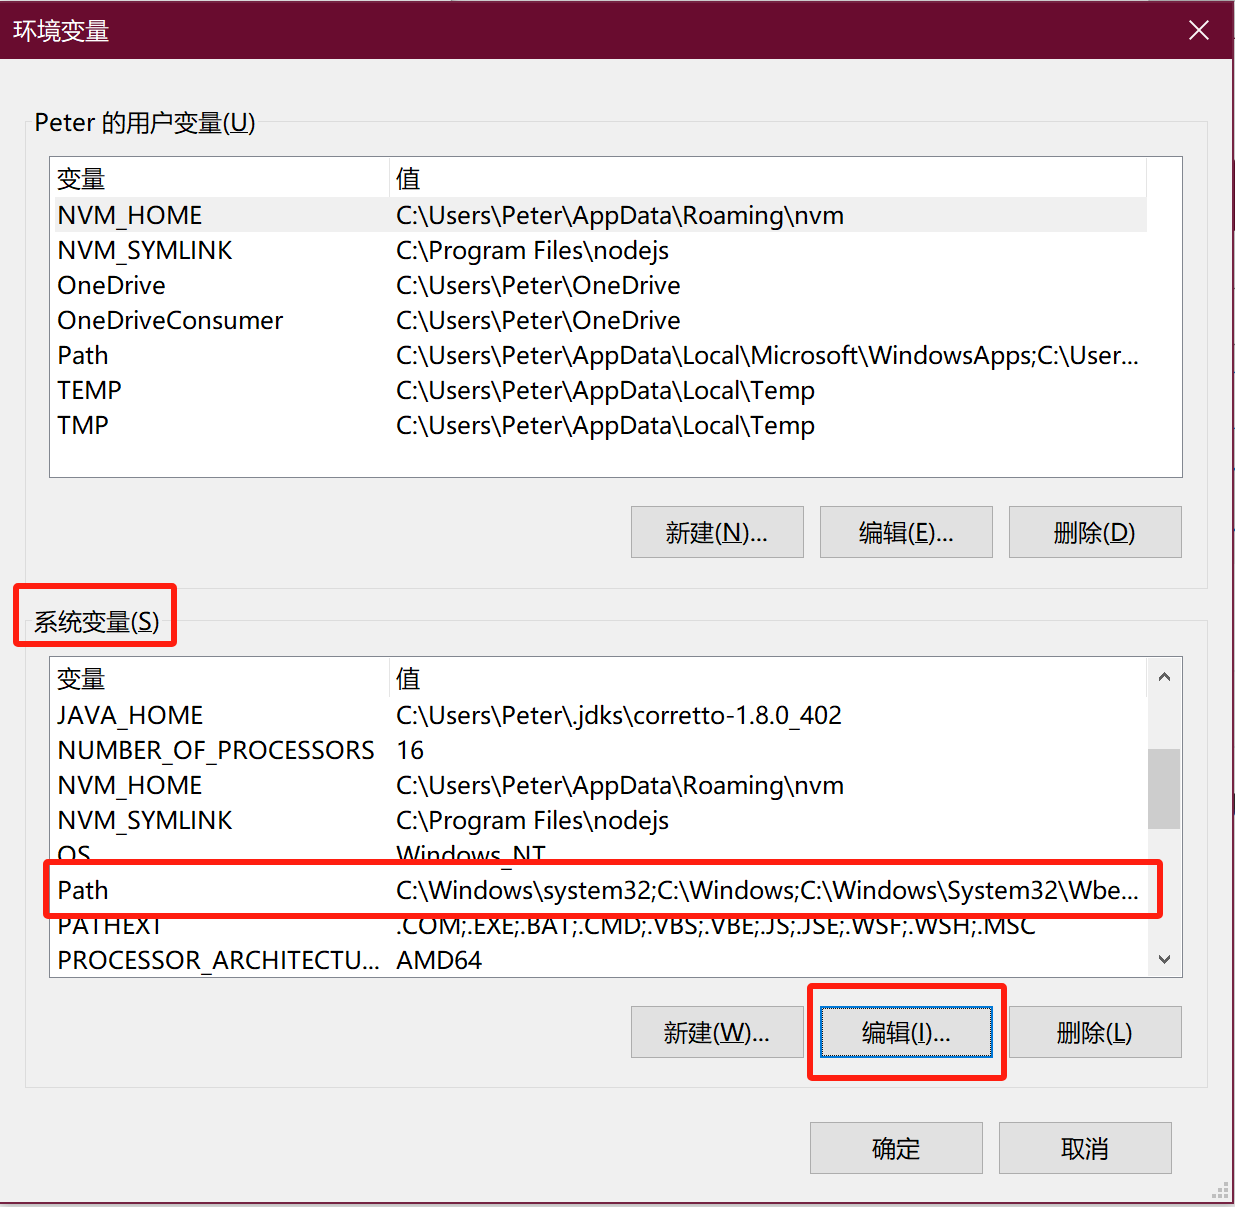 环境变量
Peter 的用户变量(U)
变量 值
NVM_HOME C:\Users\Peter\AppData\Roaming\nvm
NVM_SYMLINK C:\Program Files\nodejs
OneDrive C:\Users\Peter\OneDrive
OneDriveConsumer C:\Users\Peter\OneDrive
Path C:\Users\Peter\AppData\Local\Microsoft\WindowsApps;C:\User...
TEMP C:\Users\Peter\AppData\Local\Temp
TMP C:\Users\Peter\AppData\Local\Temp
新建(N)... 编辑(E)... 删除(D)
系统变量(S)
变量 值
JAVA_HOME C:\Users\Peter\.jdks\corretto-1.8.0_402
NUMBER_OF_PROCESSORS 16
NVM_HOME C:\Users\Peter\AppData\Roaming\nvm
NVM_SYMLINK C:\Program Files\nodejs
OS Windows_NT
Path C:\Windows\system32;C:\Windows;C:\Windows\System32\Wbe...
PATHEXT .COM;.EXE;.BAT;.CMD;.VBS;.VBE;.JS;.JSE;.WSF;.WSH;.MSC
PROCESSOR_ARCHITECTU... AMD64
新建(W)... 编辑(I)... 删除(L)
确定 取消